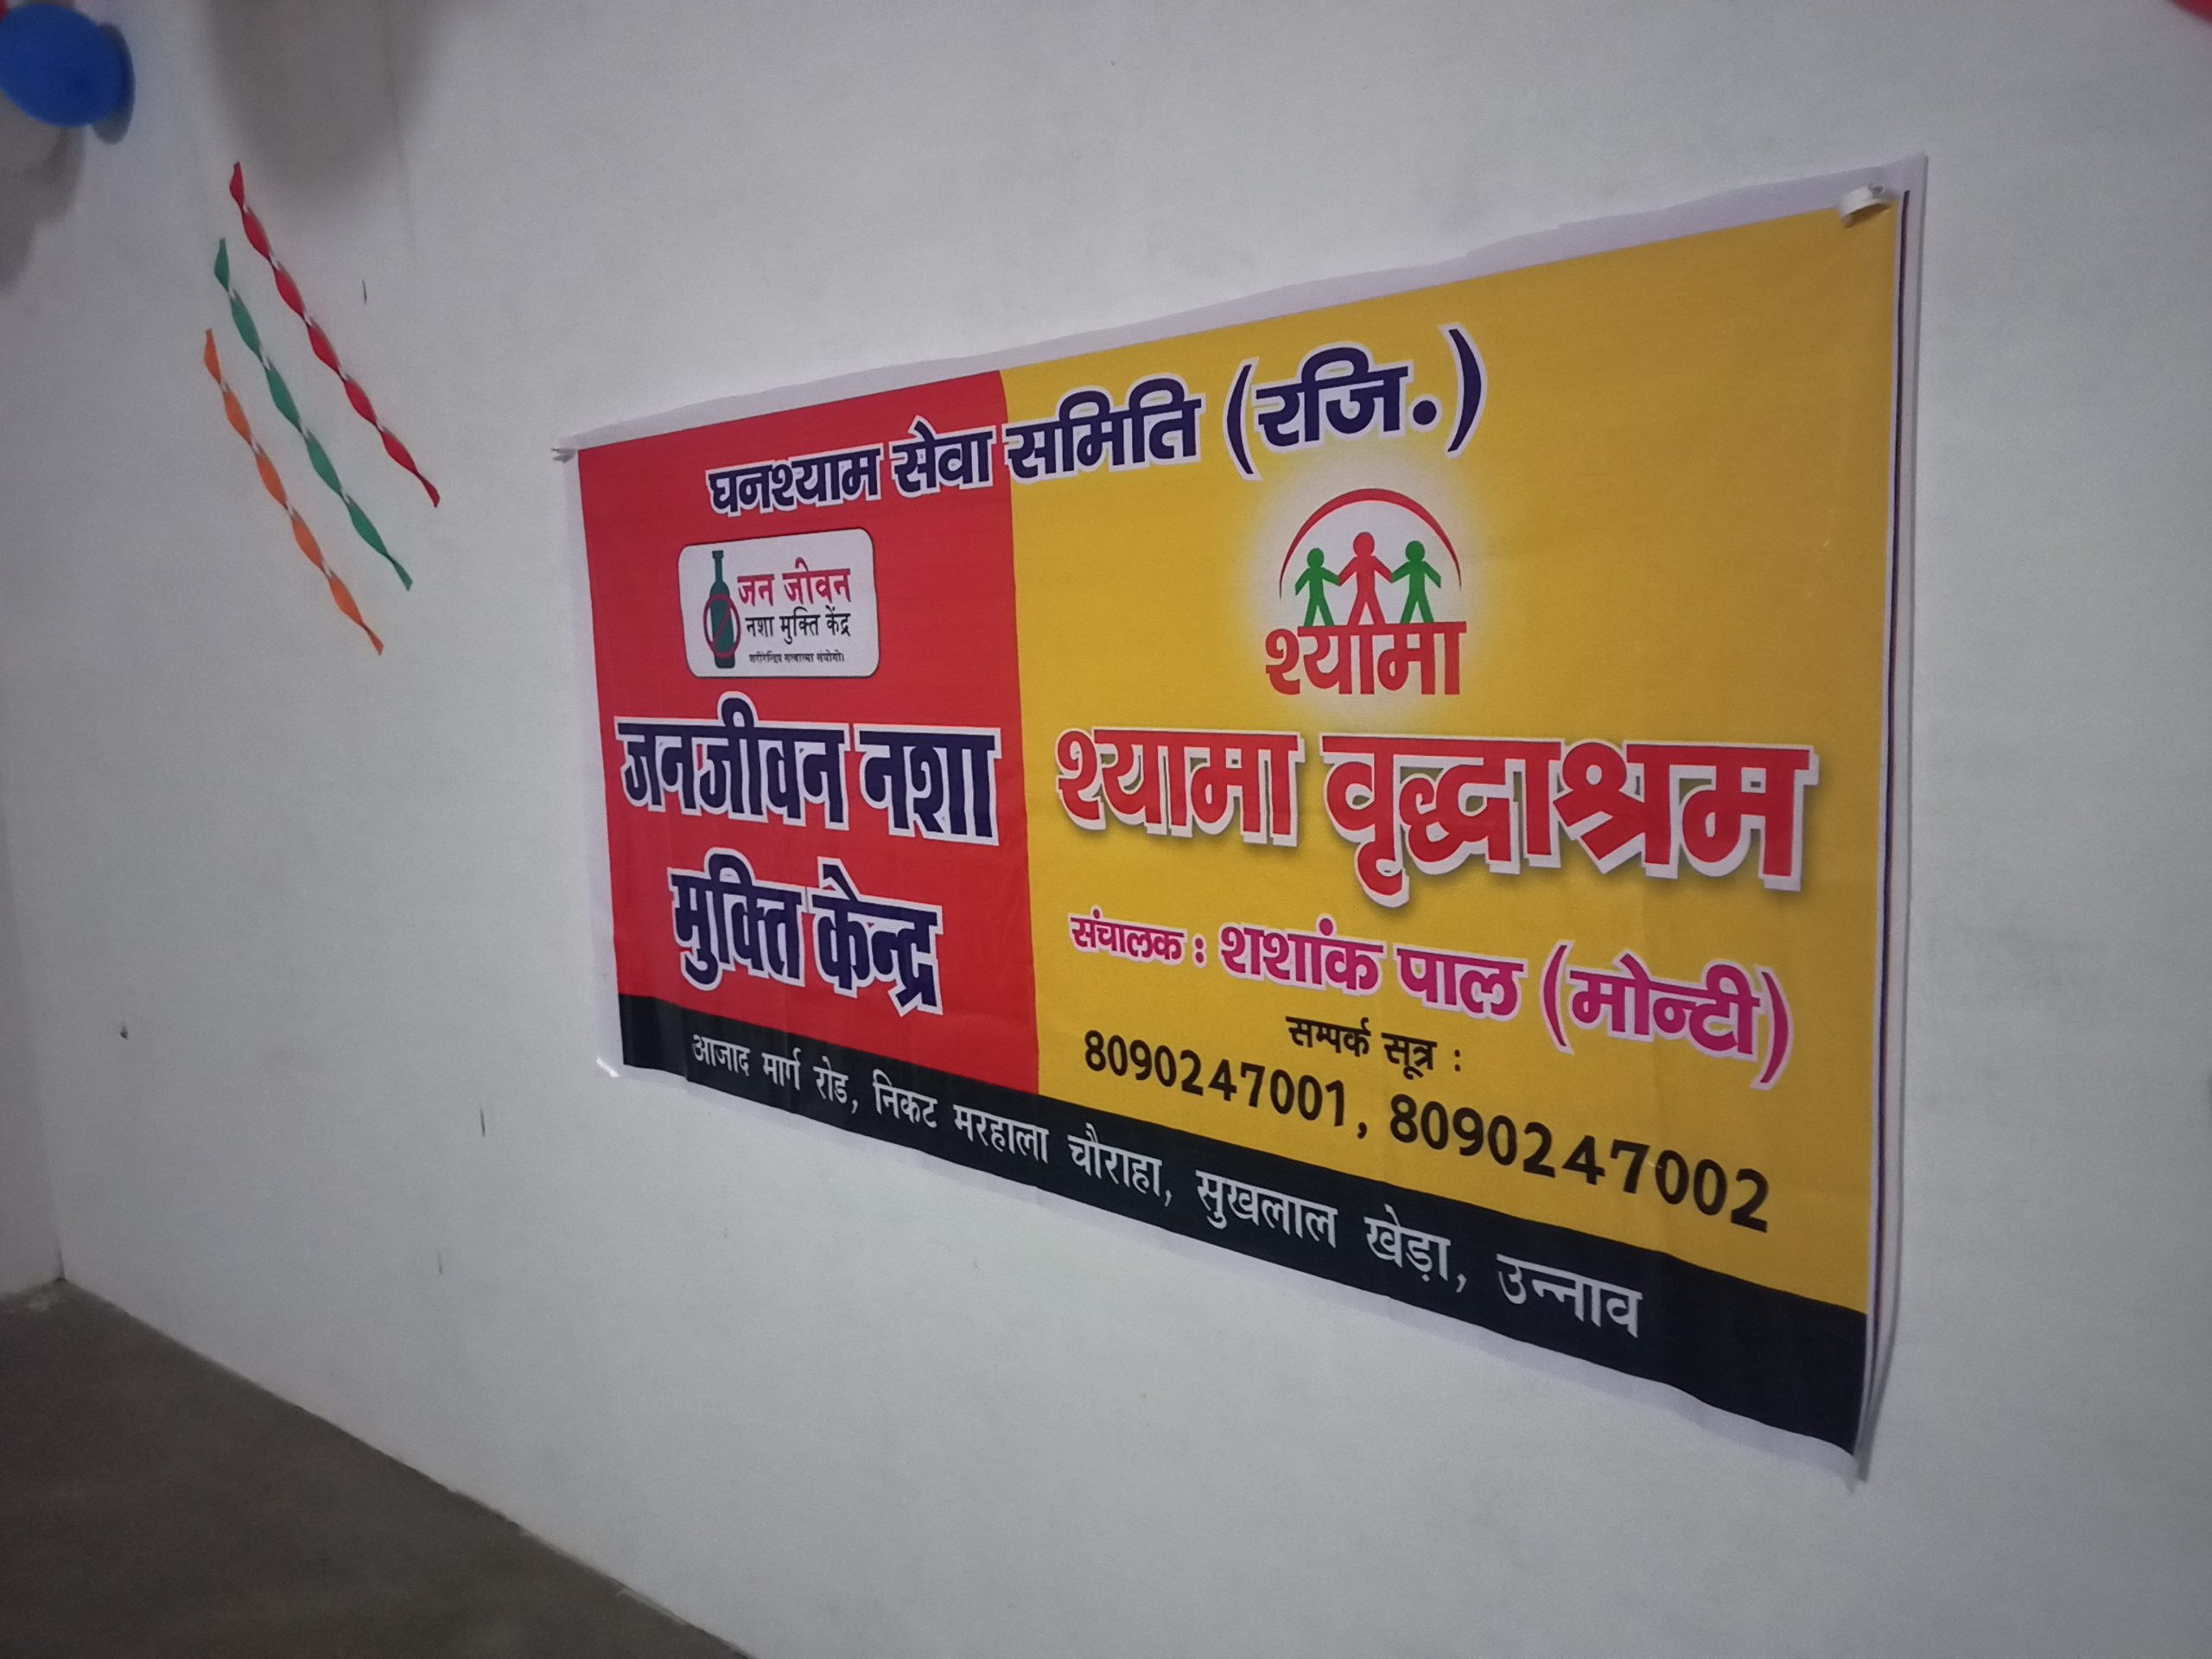 घनश्याम सेवा समिति (रजि.)
जन जीवन
नशा मुक्ति केंद्र
जनजीवन नशा
मुक्ति केन्द्र
श्यामा
श्यामा वृद्धाश्रम
संचालक : शशांक पाल (मोन्टी)
सम्पर्क सूत्र :
8090247001, 8090247002
आजाद मार्ग रोड, निकट मरहाला चौराहा, सुखलाल खेड़ा, उन्नाव